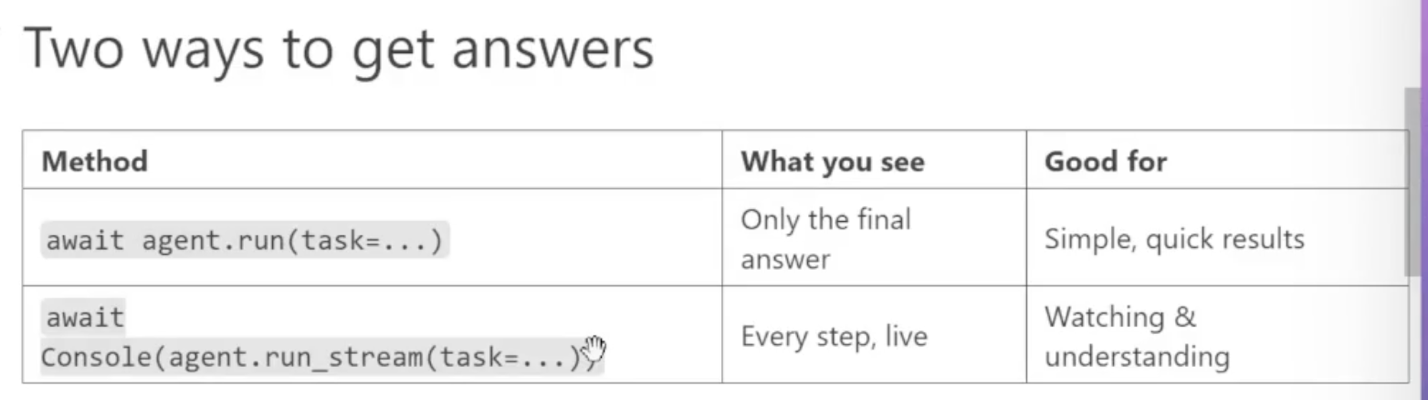 Two ways to get answers
Method What you see Good for
await agent.run(task=...) Only the final
answer Simple, quick results
await
Console(agent.run_stream(task=...)) Every step, live Watching &
understanding